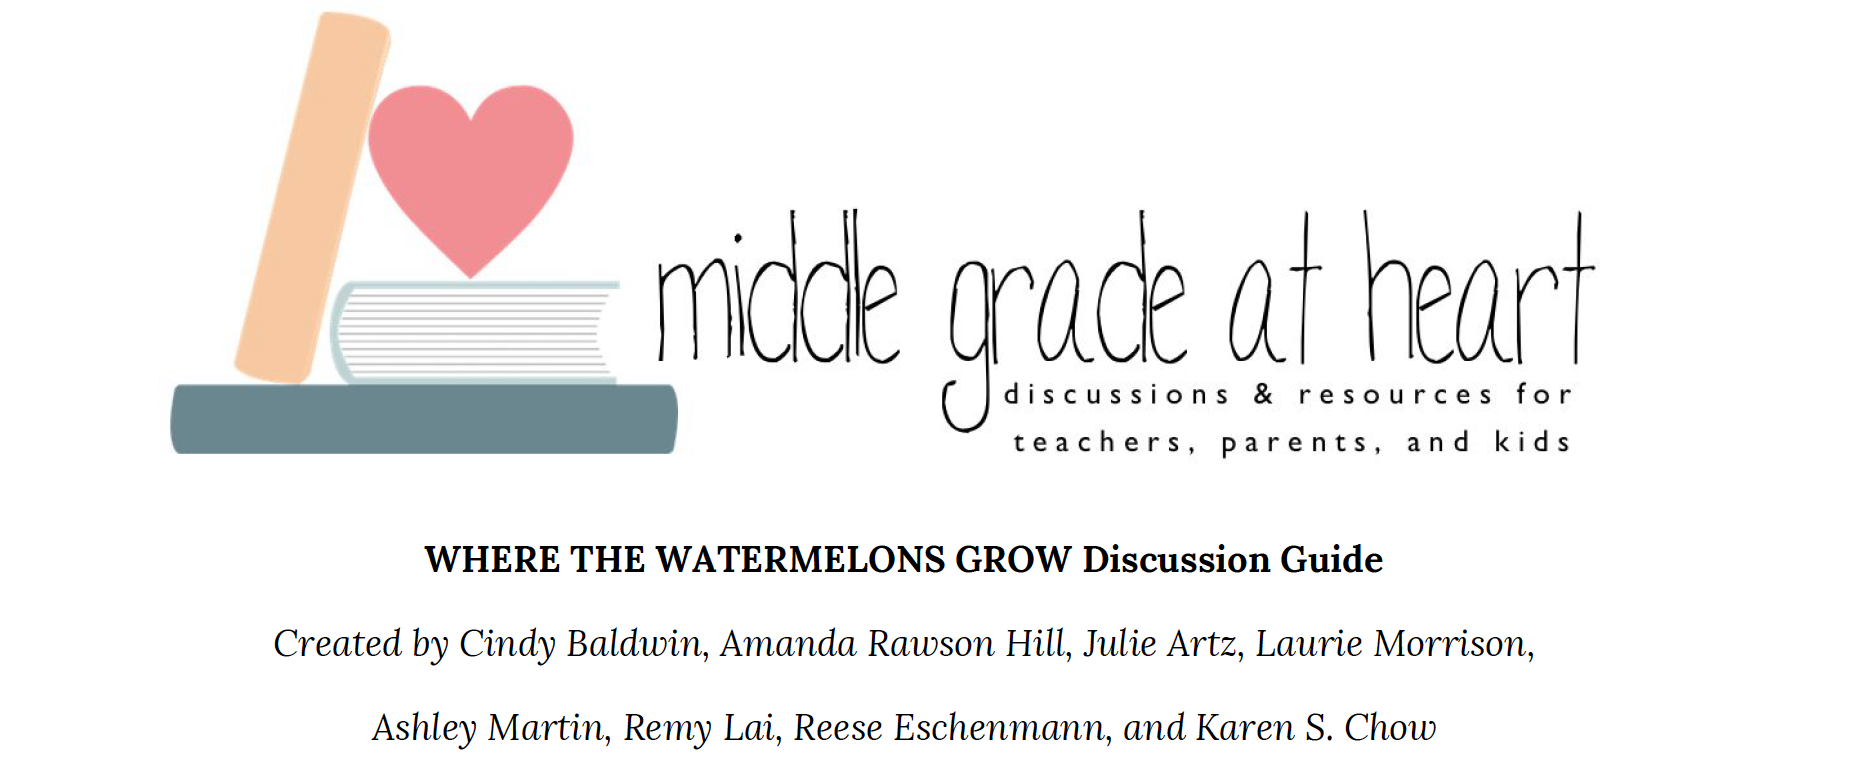 middle grade at heart
discussions & resources for
teachers, parents, and kids
WHERE THE WATERMELONS GROW Discussion Guide
Created by Cindy Baldwin, Amanda Rawson Hill, Julie Artz, Laurie Morrison,
Ashley Martin, Remy Lai, Reese Eschenmann, and Karen S. Chow